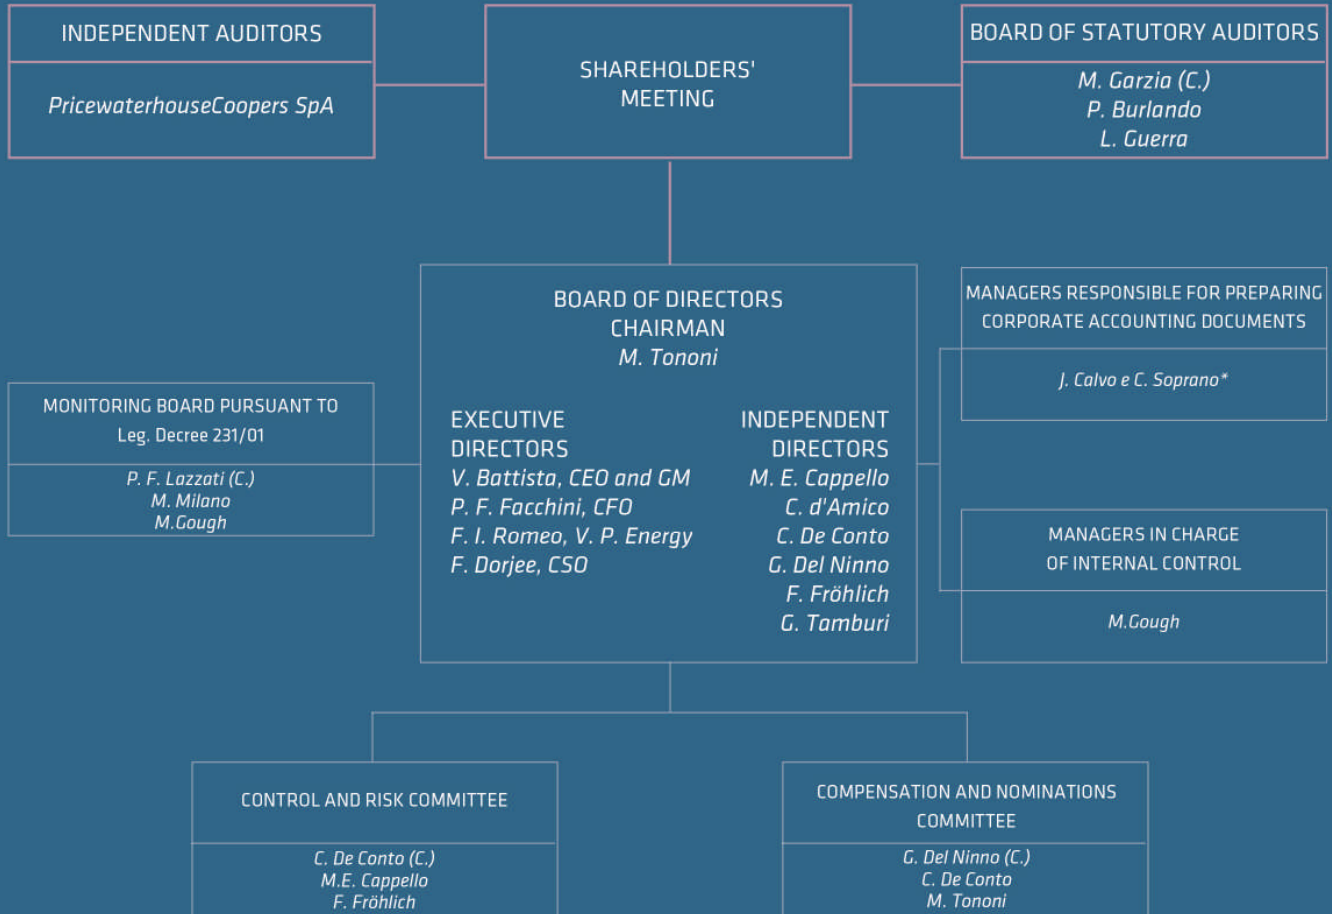 INDEPENDENT AUDITORS
PricewaterhouseCoopers SpA
SHAREHOLDERS'
MEETING
BOARD OF STATUTORY AUDITORS
M. Garzia (C.)
P. Burlando
L. Guerra
BOARD OF DIRECTORS
CHAIRMAN
M. Tononi
EXECUTIVE
DIRECTORS
V. Battista, CEO and GM
P. F. Facchini, CFO
F. I. Romeo, V. P. Energy
F. Dorjee, CSO
INDEPENDENT
DIRECTORS
M. E. Cappello
C. d'Amico
C. De Conto
G. Del Ninno
F. Fröhlich
G. Tamburi
MONITORING BOARD PURSUANT TO
Leg. Decree 231/01
P. F. Lazzati (C.)
M. Milano
M.Gough
MANAGERS RESPONSIBLE FOR PREPARING
CORPORATE ACCOUNTING DOCUMENTS
J. Calvo e C. Soprano*
MANAGERS IN CHARGE
OF INTERNAL CONTROL
M.Gough
CONTROL AND RISK COMMITTEE
C. De Conto (C.)
M.E. Cappello
F. Fröhlich
COMPENSATION AND NOMINATIONS
COMMITTEE
G. Del Ninno (C.)
C. De Conto
M. Tononi